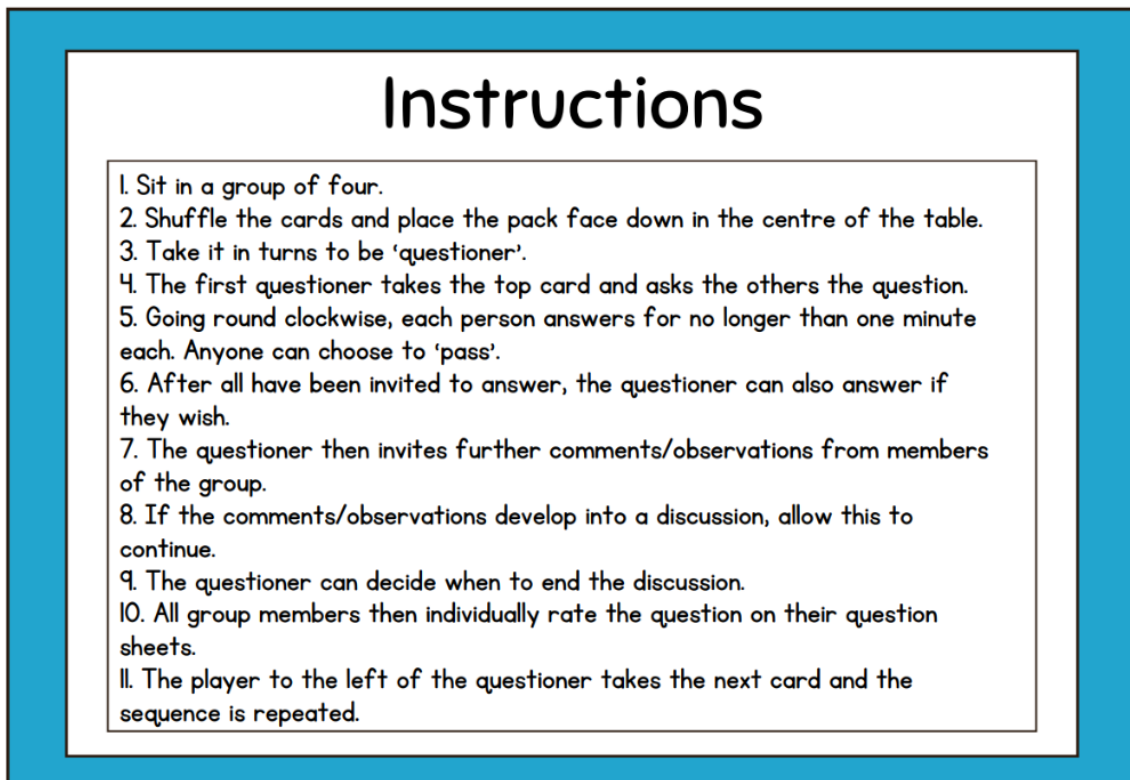 Instructions
1. Sit in a group of four.
2. Shuffle the cards and place the pack face down in the centre of the table.
3. Take it in turns to be ‘questioner’.
4. The first questioner takes the top card and asks the others the question.
5. Going round clockwise, each person answers for no longer than one minute
each. Anyone can choose to ‘pass’.
6. After all have been invited to answer, the questioner can also answer if
they wish.
7. The questioner then invites further comments/observations from members
of the group.
8. If the comments/observations develop into a discussion, allow this to
continue.
9. The questioner can decide when to end the discussion.
10. All group members then individually rate the question on their question
sheets.
11. The player to the left of the questioner takes the next card and the
sequence is repeated.